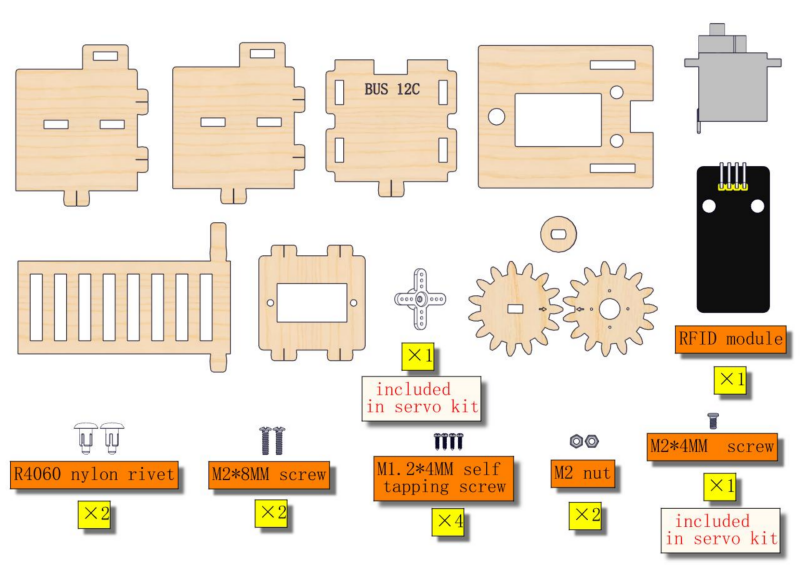 BUS 12C
RFID module
×1
×1
included
in servo kit
R4060 nylon rivet
×2
M2*8MM screw
×2
M1.2*4MM self
tapping screw
×4
M2 nut
×2
M2*4MM screw
×1
included
in servo kit